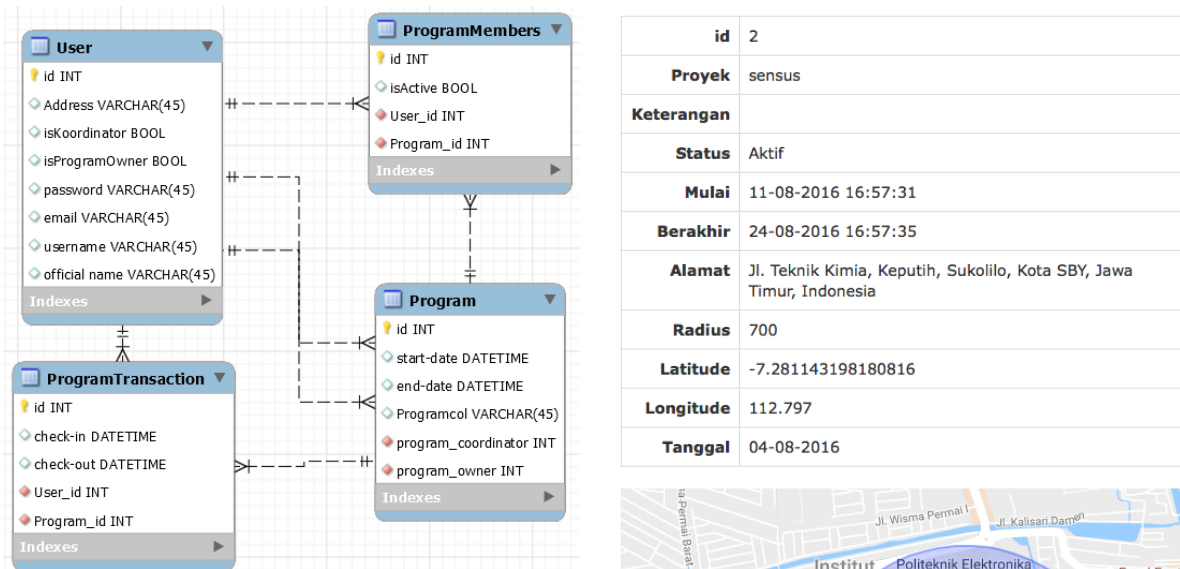 User
id INT
Address VARCHAR(45)
isKoordinator BOOL
isProgramOwner BOOL
password VARCHAR(45)
email VARCHAR(45)
username VARCHAR(45)
official name VARCHAR(45)
Indexes
ProgramMembers
id INT
isActive BOOL
User_id INT
Program_id INT
Indexes
ProgramTransaction
id INT
check-in DATETIME
check-out DATETIME
User_id INT
Program_id INT
Indexes
Program
id INT
start-date DATETIME
end-date DATETIME
Programcol VARCHAR(45)
program_coordinator INT
program_owner INT
Indexes
id 2
Proyek sensus
Keterangan
Status Aktif
Mulai 11-08-2016 16:57:31
Berakhir 24-08-2016 16:57:35
Alamat Jl. Teknik Kimia, Keputih, Sukolilo, Kota SBY, Jawa
Timur, Indonesia
Radius 700
Latitude -7.281143198180816
Longitude 112.797
Tanggal 04-08-2016
Permai Barat
Jl. Wisma Permai I
Jl. Kalisari Damen
Institut
Politeknik Elektronika